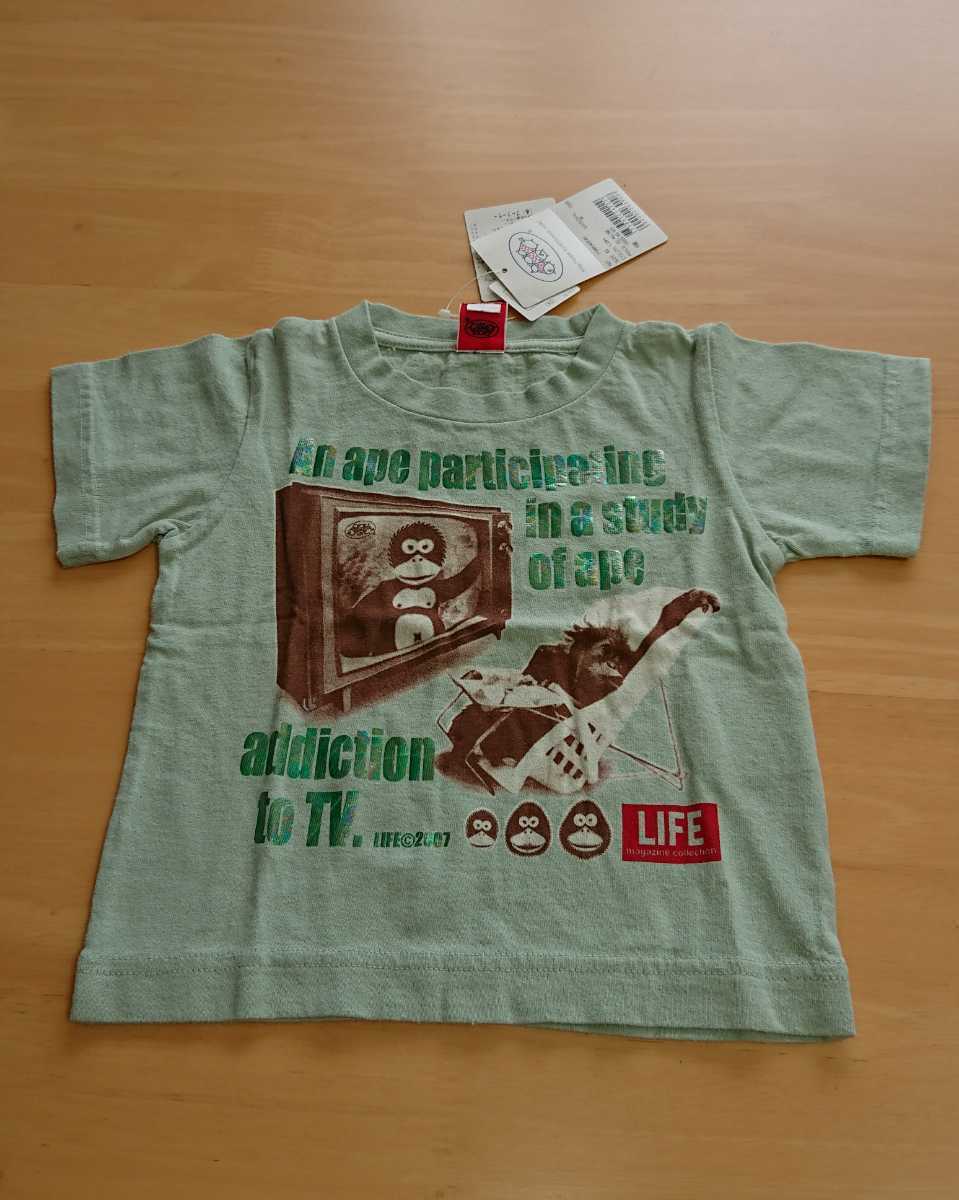 An ape participating
in a study
of ape
addiction
to TV.
LIFE©2007
LIFE
magazine collection